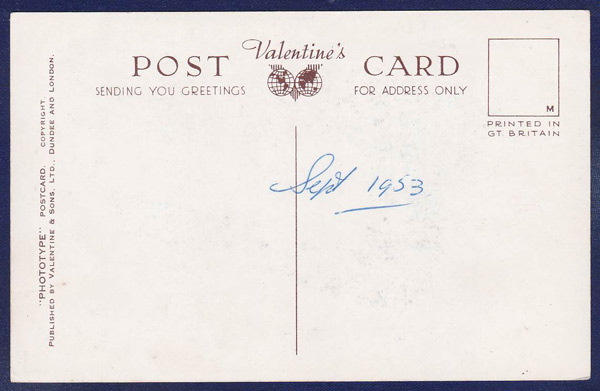 Valentine's
POST CARD
SENDING YOU GREETINGS
FOR ADDRESS ONLY
M
PRINTED IN
GT. BRITAIN
Sept 1953
"PHOTOTYPE" POSTCARD. COPYRIGHT.
PUBLISHED BY VALENTINE & SONS, LTD., DUNDEE AND LONDON.